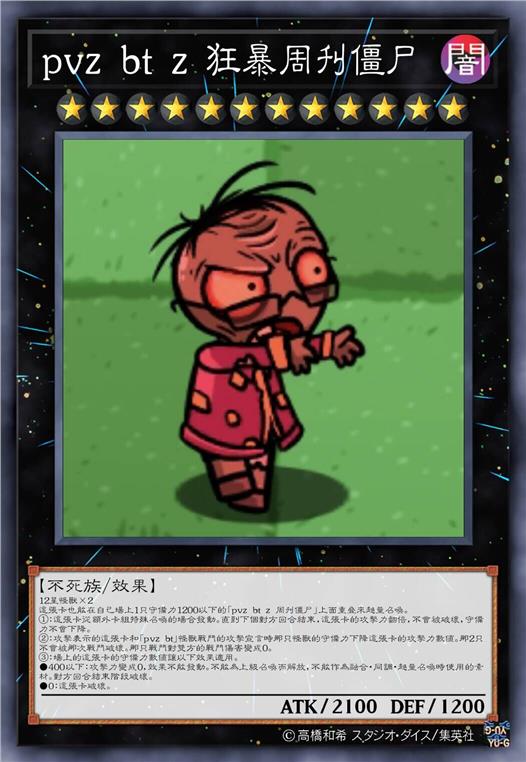 pvz bt z 狂暴周刊僵尸 闇
【不死族/效果】
12星怪獸×2
這張卡也能在自己場上1只守備力1200以下的「pvz bt z 周刊僵尸」上面重疊來超量召喚。
①:這張卡從額外卡組特殊召喚的場合發動。直到下個對方回合結束,這張卡的攻擊力翻倍,不會被破壞,守備
力不會下降。
②:攻擊表示的這張卡和「pvz bt」怪獸戰鬥的攻擊宣言時那只怪獸的守備力下降這張卡的攻擊力數值。那2只
不會被那次戰鬥破壞。那只戰鬥對雙方的戰鬥傷害變成0。
③:場上的這張卡的守備力數值讓以下效果適用。
●400以下:攻擊力變成0,效果不能發動。不能為上級召喚而解放,不能作為融合·同調·超量召喚時使用的素
材。對方回合結束階段破壞。
●0:這張卡破壞。
ATK/2100 DEF/1200
©高橋和希 スタジオ·ダイス/集英社